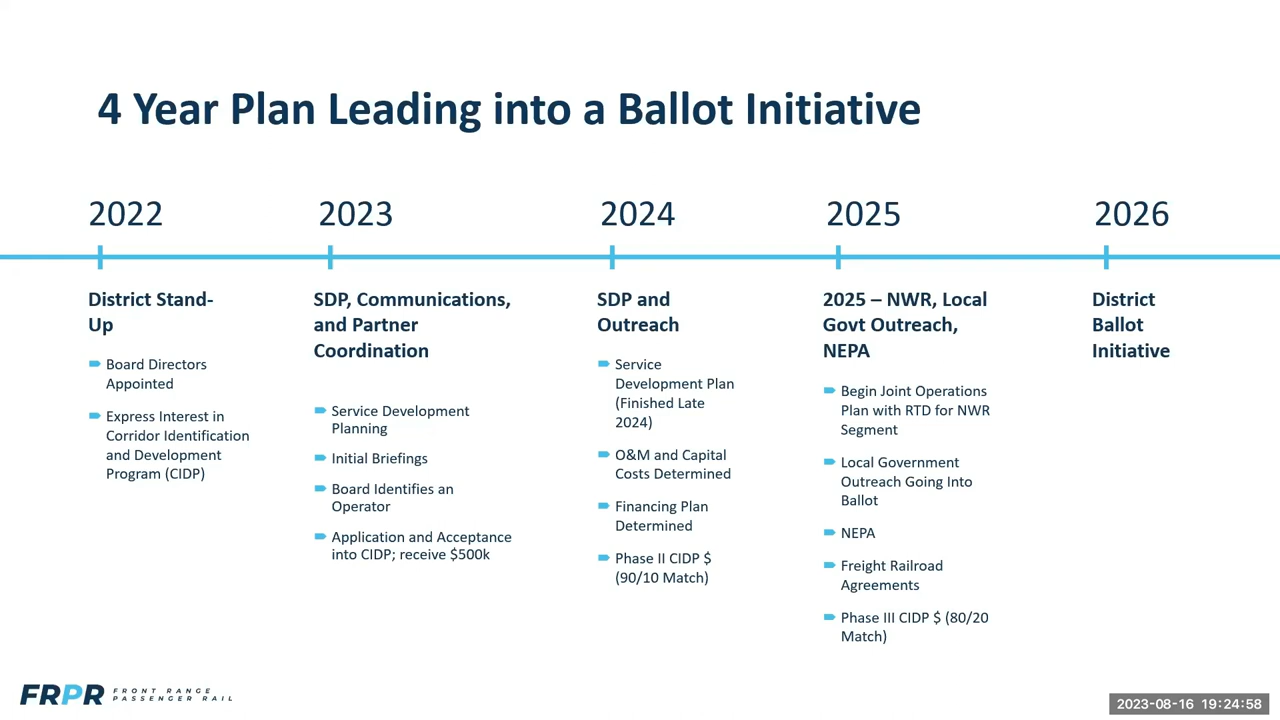 4 Year Plan Leading into a Ballot Initiative
2022
2023
2024
2025
2026
District Stand-
Up
Board Directors
Appointed
Express Interest in
Corridor Identification
and Development
Program (CIDP)
SDP, Communications,
and Partner
Coordination
Service Development
Planning
Initial Briefings
Board Identifies an
Operator
Application and Acceptance
into CIDP; receive $500k
SDP and
Outreach
Service
Development Plan
(Finished Late
2024)
O&M and Capital
Costs Determined
Financing Plan
Determined
Phase II CIDP $
(90/10 Match)
2025 – NWR, Local
Govt Outreach,
NEPA
Begin Joint Operations
Plan with RTD for NWR
Segment
Local Government
Outreach Going Into
Ballot
NEPA
Freight Railroad
Agreements
Phase III CIDP $ (80/20
Match)
District
Ballot
Initiative
FRPR
FRONT RANGE
PASSENGER RAIL
2023-08-16 19:24:58